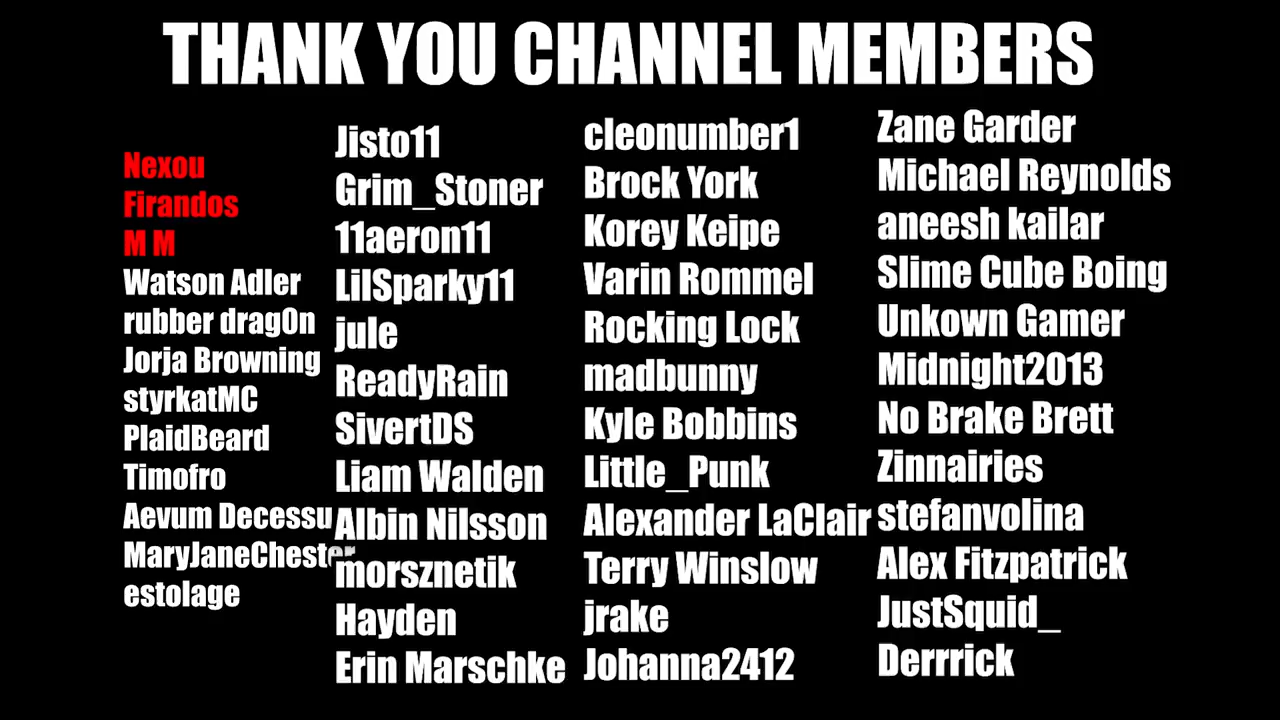 THANK YOU CHANNEL MEMBERS
Nexou
Firandos
M M
Watson Adler
rubber drag0n
Jorja Browning
styrkatMC
PlaidBeard
Timofro
Aevum Decessu
MaryJaneChester
estolage
Jisto11
Grim_Stoner
11aeron11
LilSparky11
jule
ReadyRain
SivertDS
Liam Walden
Albin Nilsson
morsznetik
Hayden
Erin Marschke
cleonumber1
Brock York
Korey Keipe
Varin Rommel
Rocking Lock
madbunny
Kyle Bobbins
Little_Punk
Alexander LaClair
Terry Winslow
jrake
Johanna2412
Zane Garder
Michael Reynolds
aneesh kailar
Slime Cube Boing
Unkown Gamer
Midnight2013
No Brake Brett
Zinnairies
stefanvolina
Alex Fitzpatrick
JustSquid_
Derrrick